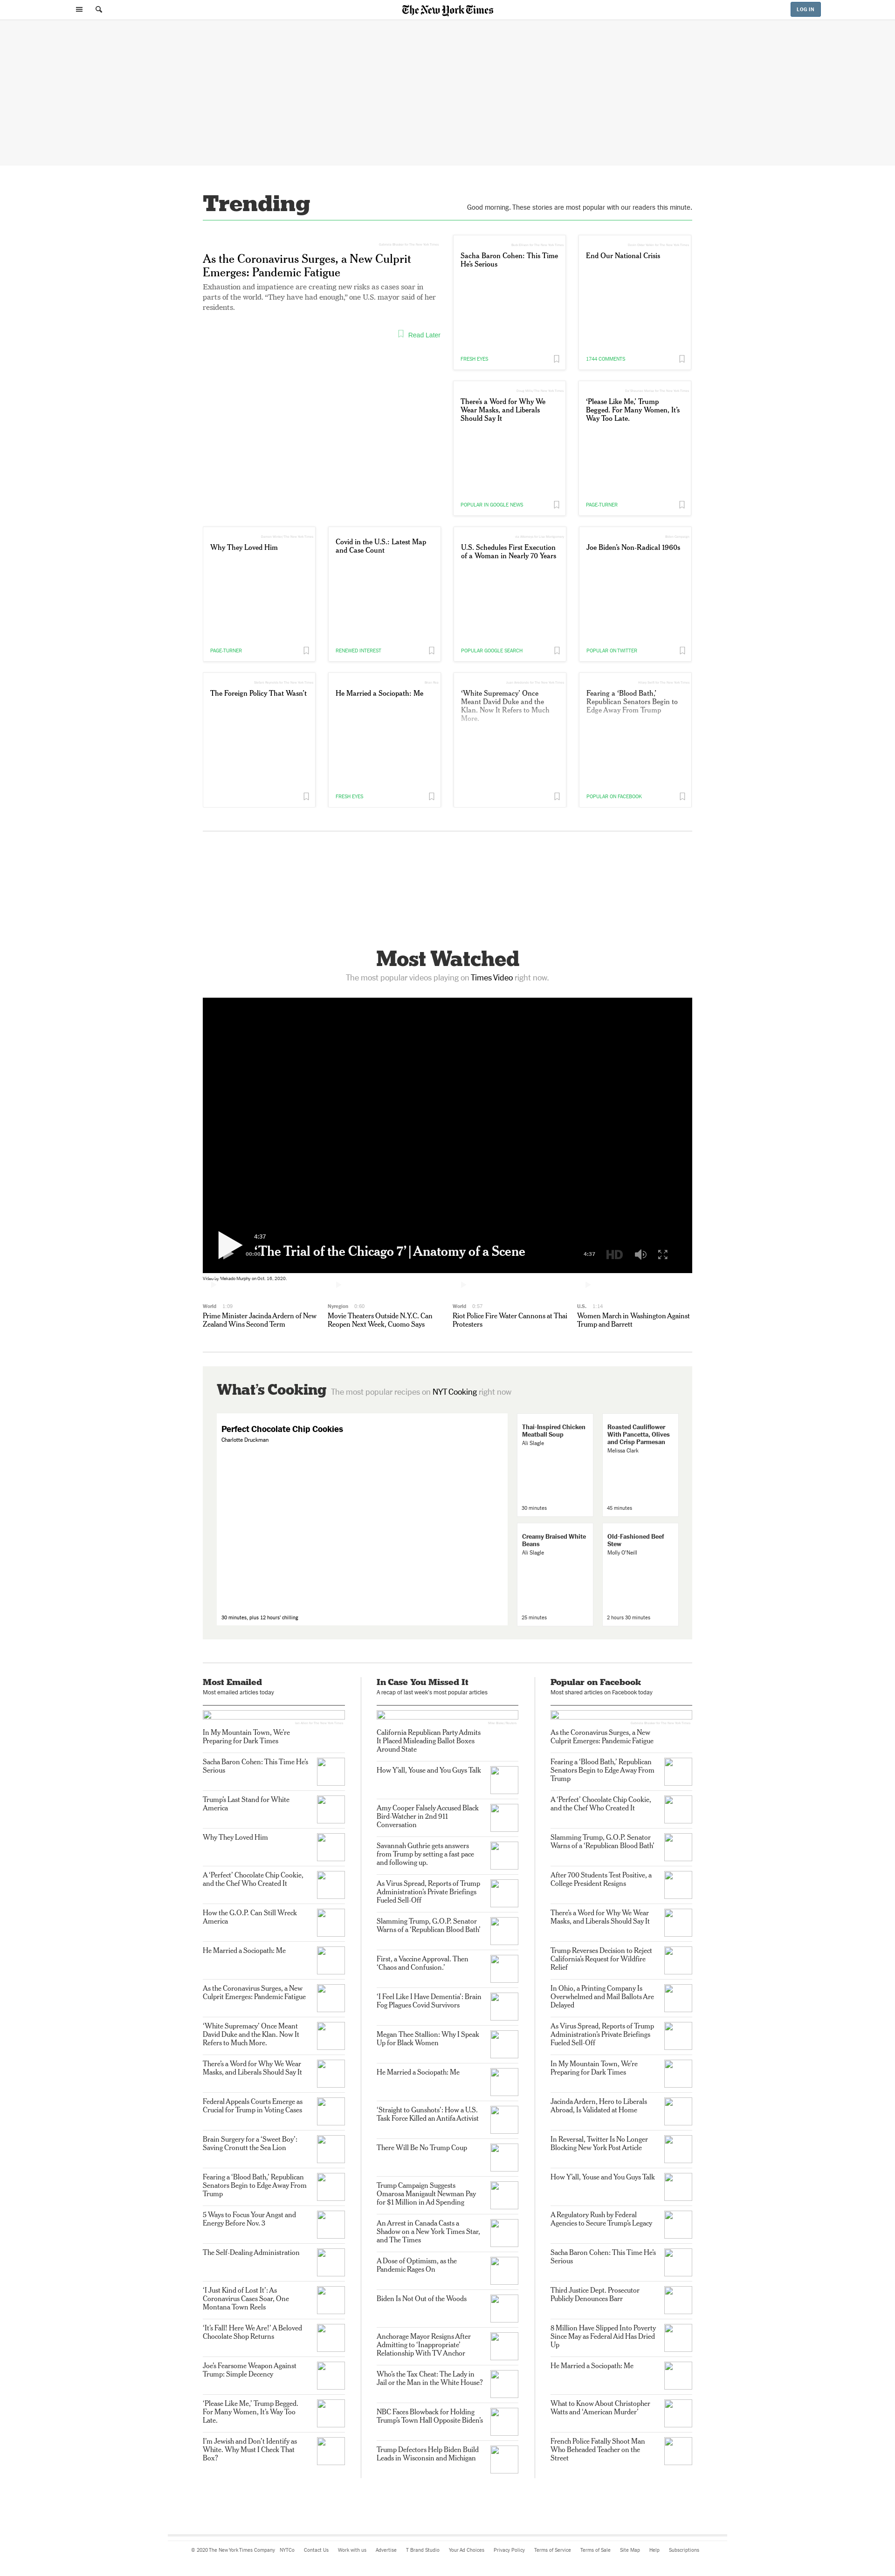 The New York Times
LOG IN
Trending
Good morning. These stories are most popular with our readers this minute.
As the Coronavirus Surges, a New Culprit
Emerges: Pandemic Fatigue
Exhaustion and impatience are creating new risks as cases soar in
parts of the world. “They have had enough,” one U.S. mayor said of her
residents.
Read Later
Sacha Baron Cohen: This Time
He’s Serious
FRESH EYES
End Our National Crisis
1744 COMMENTS
There’s a Word for Why We
Wear Masks, and Liberals
Should Say It
POPULAR IN GOOGLE NEWS
‘Please Like Me,’ Trump
Begged. For Many Women, It’s
Way Too Late.
PAGE-TURNER
Why They Loved Him
PAGE-TURNER
Covid in the U.S.: Latest Map
and Case Count
RENEWED INTEREST
U.S. Schedules First Execution
of a Woman in Nearly 70 Years
POPULAR GOOGLE SEARCH
Joe Biden’s Non-Radical 1960s
POPULAR ON TWITTER
The Foreign Policy That Wasn’t
He Married a Sociopath: Me
FRESH EYES
‘White Supremacy’ Once
Meant David Duke and the
Klan. Now It Refers to Much
More.
Fearing a ‘Blood Bath,’
Republican Senators Begin to
Edge Away From Trump
POPULAR ON FACEBOOK
Most Watched
The most popular videos playing on Times Video right now.
4:37
‘The Trial of the Chicago 7’ | Anatomy of a Scene
00:00
4:37
HD
Video by Mekado Murphy on Oct. 16, 2020.
World 1:09
Prime Minister Jacinda Ardern of New
Zealand Wins Second Term
Nyregion 0:60
Movie Theaters Outside N.Y.C. Can
Reopen Next Week, Cuomo Says
World 0:57
Riot Police Fire Water Cannons at Thai
Protesters
U.S. 1:14
Women March in Washington Against
Trump and Barrett
What’s Cooking The most popular recipes on NYT Cooking right now
Perfect Chocolate Chip Cookies
Charlotte Druckman
30 minutes, plus 12 hours’ chilling
Thai-Inspired Chicken
Meatball Soup
Ali Slagle
30 minutes
Roasted Cauliflower
With Pancetta, Olives
and Crisp Parmesan
Melissa Clark
45 minutes
Creamy Braised White
Beans
Ali Slagle
25 minutes
Old-Fashioned Beef
Stew
Molly O’Neill
2 hours 30 minutes
Most Emailed
Most emailed articles today
In My Mountain Town, We’re
Preparing for Dark Times
Sacha Baron Cohen: This Time He’s
Serious
Trump’s Last Stand for White
America
Why They Loved Him
A ‘Perfect’ Chocolate Chip Cookie,
and the Chef Who Created It
How the G.O.P. Can Still Wreck
America
He Married a Sociopath: Me
As the Coronavirus Surges, a New
Culprit Emerges: Pandemic Fatigue
‘White Supremacy’ Once Meant
David Duke and the Klan. Now It
Refers to Much More.
There’s a Word for Why We Wear
Masks, and Liberals Should Say It
Federal Appeals Courts Emerge as
Crucial for Trump in Voting Cases
Brain Surgery for a ‘Sweet Boy’:
Saving Cronutt the Sea Lion
Fearing a ‘Blood Bath,’ Republican
Senators Begin to Edge Away From
Trump
5 Ways to Focus Your Angst and
Energy Before Nov. 3
The Self-Dealing Administration
‘I Just Kind of Lost It’: As
Coronavirus Cases Soar, One
Montana Town Reels
‘It’s Fall! Here We Are!’ A Beloved
Chocolate Shop Returns
Joe’s Fearsome Weapon Against
Trump: Simple Decency
‘Please Like Me,’ Trump Begged.
For Many Women, It’s Way Too
Late.
I’m Jewish and Don’t Identify as
White. Why Must I Check That
Box?
In Case You Missed It
A recap of last week’s most popular articles
California Republican Party Admits
It Placed Misleading Ballot Boxes
Around State
How Y’all, Youse and You Guys Talk
Amy Cooper Falsely Accused Black
Bird-Watcher in 2nd 911
Conversation
Savannah Guthrie gets answers
from Trump by setting a fast pace
and following up.
As Virus Spread, Reports of Trump
Administration’s Private Briefings
Fueled Sell-Off
Slamming Trump, G.O.P. Senator
Warns of a ‘Republican Blood Bath’
First, a Vaccine Approval. Then
‘Chaos and Confusion.’
‘I Feel Like I Have Dementia’: Brain
Fog Plagues Covid Survivors
Megan Thee Stallion: Why I Speak
Up for Black Women
He Married a Sociopath: Me
‘Straight to Gunshots’: How a U.S.
Task Force Killed an Antifa Activist
There Will Be No Trump Coup
Trump Campaign Suggests
Omarosa Manigault Newman Pay
for $1 Million in Ad Spending
An Arrest in Canada Casts a
Shadow on a New York Times Star,
and The Times
A Dose of Optimism, as the
Pandemic Rages On
Biden Is Not Out of the Woods
Anchorage Mayor Resigns After
Admitting to ‘Inappropriate’
Relationship With TV Anchor
Who’s the Tax Cheat: The Lady in
Jail or the Man in the White House?
NBC Faces Blowback for Holding
Trump’s Town Hall Opposite Biden’s
Trump Defectors Help Biden Build
Leads in Wisconsin and Michigan
Popular on Facebook
Most shared articles on Facebook today
As the Coronavirus Surges, a New
Culprit Emerges: Pandemic Fatigue
Fearing a ‘Blood Bath,’ Republican
Senators Begin to Edge Away From
Trump
A ‘Perfect’ Chocolate Chip Cookie,
and the Chef Who Created It
Slamming Trump, G.O.P. Senator
Warns of a ‘Republican Blood Bath’
After 700 Students Test Positive, a
College President Resigns
There’s a Word for Why We Wear
Masks, and Liberals Should Say It
Trump Reverses Decision to Reject
California’s Request for Wildfire
Relief
In Ohio, a Printing Company Is
Overwhelmed and Mail Ballots Are
Delayed
As Virus Spread, Reports of Trump
Administration’s Private Briefings
Fueled Sell-Off
In My Mountain Town, We’re
Preparing for Dark Times
Jacinda Ardern, Hero to Liberals
Abroad, Is Validated at Home
In Reversal, Twitter Is No Longer
Blocking New York Post Article
How Y’all, Youse and You Guys Talk
A Regulatory Rush by Federal
Agencies to Secure Trump’s Legacy
Sacha Baron Cohen: This Time He’s
Serious
Third Justice Dept. Prosecutor
Publicly Denounces Barr
8 Million Have Slipped Into Poverty
Since May as Federal Aid Has Dried
Up
He Married a Sociopath: Me
What to Know About Christopher
Watts and ‘American Murder’
French Police Fatally Shoot Man
Who Beheaded Teacher on the
Street
© 2020 The New York Times Company NYTCo Contact Us Work with us Advertise T Brand Studio Your Ad Choices Privacy Policy Terms of Service Terms of Sale Site Map Help Subscriptions